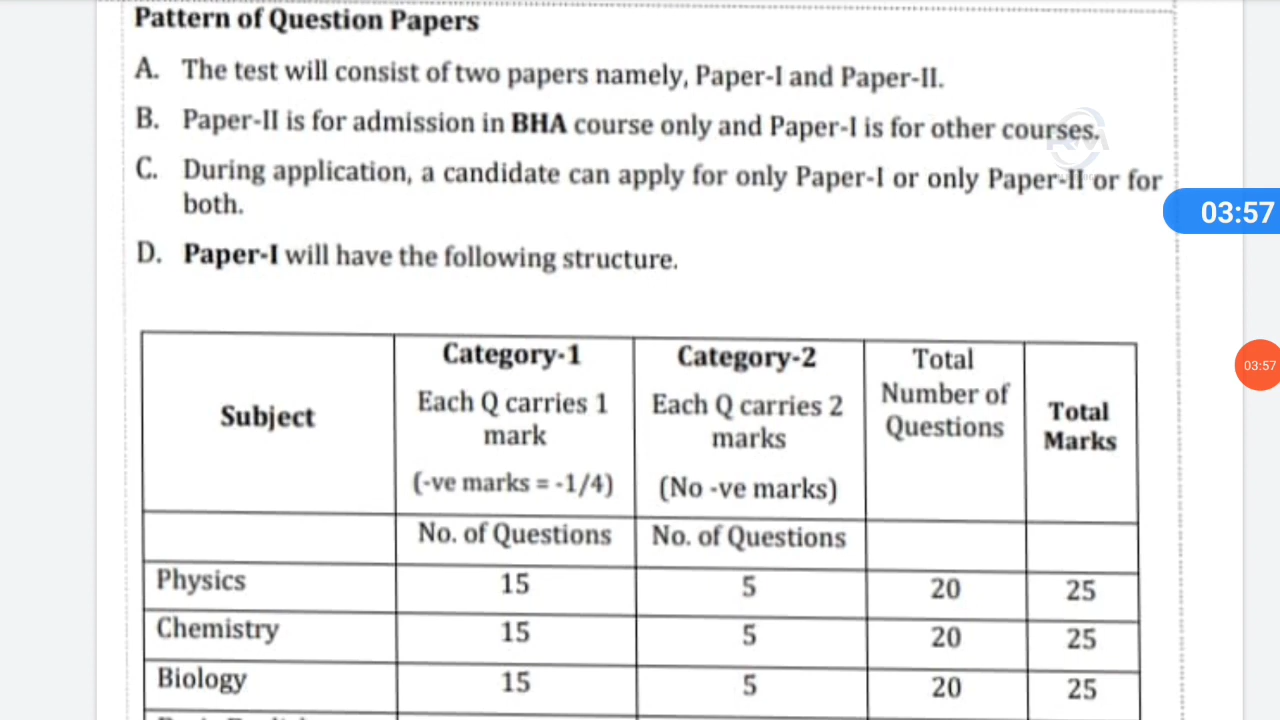 Pattern of Question Papers
A. The test will consist of two papers namely, Paper-I and Paper-II.
B. Paper-II is for admission in BHA course only and Paper-I is for other courses.
C. During application, a candidate can apply for only Paper-I or only Paper-II or for
both.
03:57
D. Paper-I will have the following structure.
Subject
Category-1
Each Q carries 1
mark
(-ve marks = -1/4)
Category-2
Each Q carries 2
marks
(No -ve marks)
Total
Number of
Questions
Total
Marks
03:57
No. of Questions No. of Questions
Physics 15 5 20 25
Chemistry 15 5 20 25
Biology 15 5 20 25